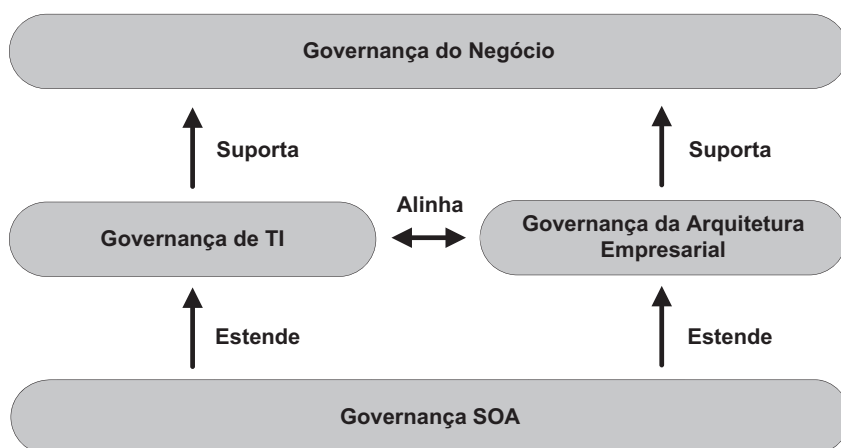 Governança do Negócio
Suporta
Suporta
Alinha
Governança de TI
Governança da Arquitetura
Empresarial
Estende
Estende
Governança SOA